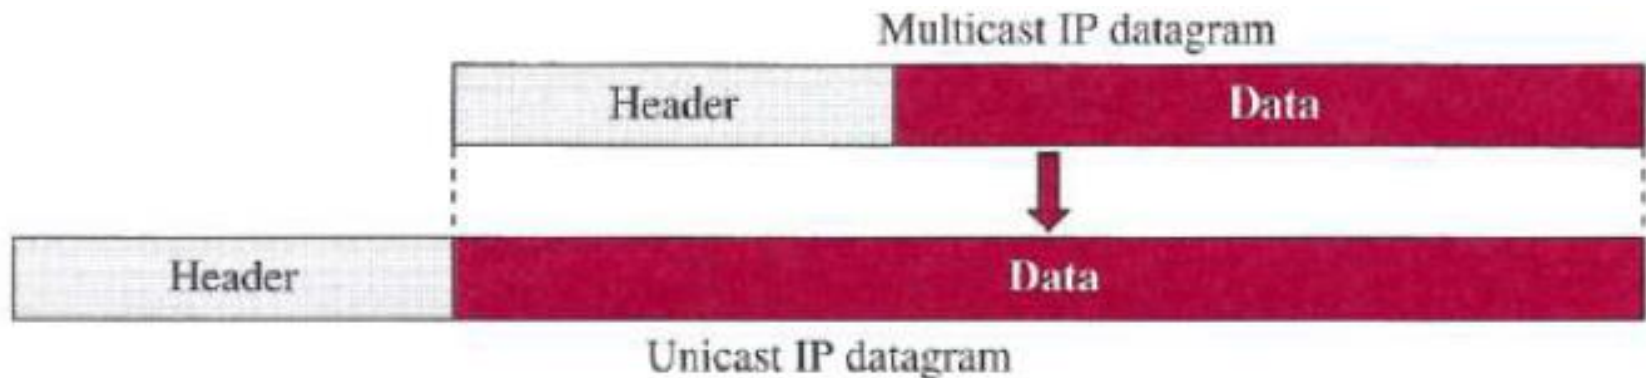 Multicast IP datagram
Header Data
Header Data
Unicast IP datagram